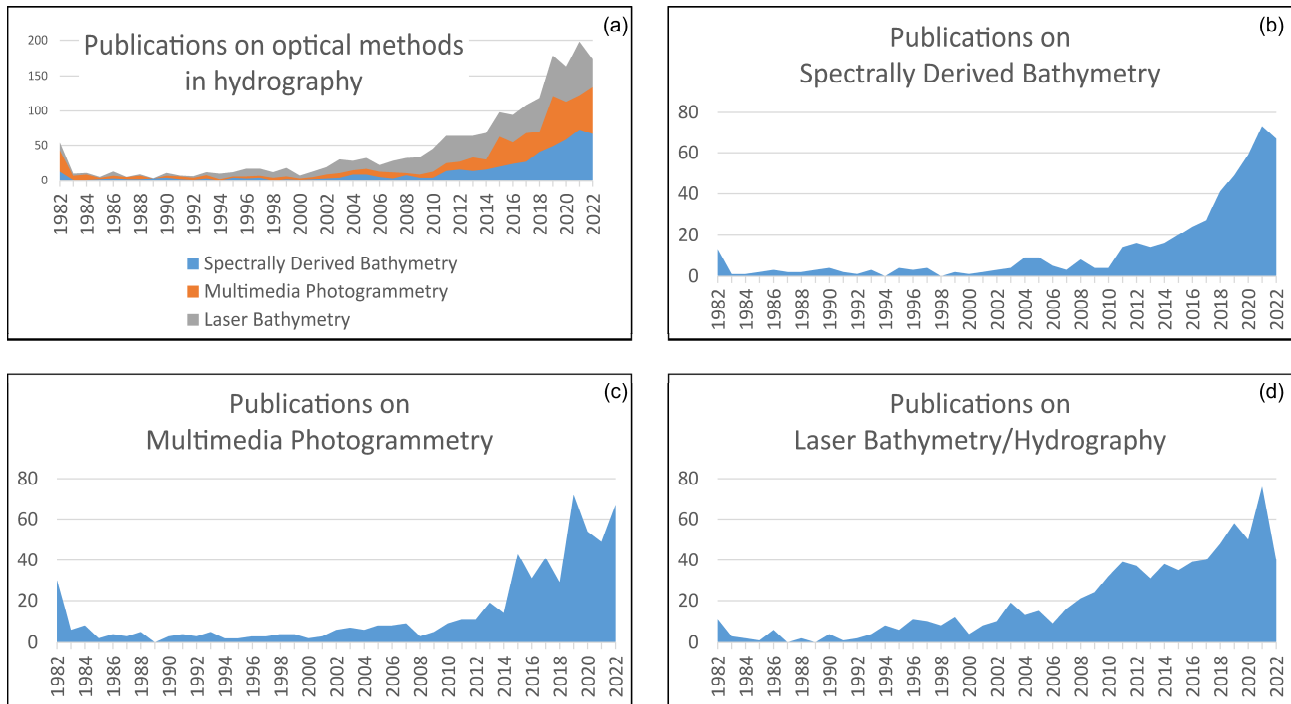 (a)
Publications on optical methods
in hydrography
200
150
100
50
0
1982 1984 1986 1988 1990 1992 1994 1996 1998 2000 2002 2004 2006 2008 2010 2012 2014 2016 2018 2020 2022
Spectrally Derived Bathymetry
Multimedia Photogrammetry
Laser Bathymetry
(b)
Publications on
Spectrally Derived Bathymetry
80
60
40
20
0
1982 1984 1986 1988 1990 1992 1994 1996 1998 2000 2002 2004 2006 2008 2010 2012 2014 2016 2018 2020 2022
(c)
Publications on
Multimedia Photogrammetry
80
60
40
20
0
1982 1984 1986 1988 1990 1992 1994 1996 1998 2000 2002 2004 2006 2008 2010 2012 2014 2016 2018 2020 2022
(d)
Publications on
Laser Bathymetry/Hydrography
80
60
40
20
0
1982 1984 1986 1988 1990 1992 1994 1996 1998 2000 2002 2004 2006 2008 2010 2012 2014 2016 2018 2020 2022